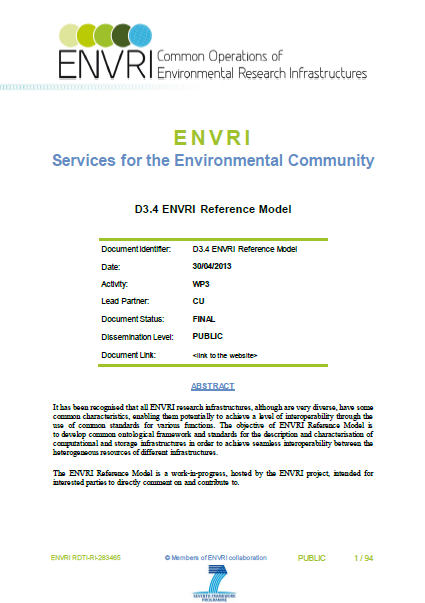 ENVRI Common Operations of
Environmental Research Infrastructures
ENVRI
Services for the Environmental Community
D3.4 ENVRI Reference Model
Document Identifier: D3.4 ENVRI Reference Model
Date: 30/04/2013
Activity: WP3
Lead Partner: CU
Document Status: FINAL
Dissemination Level: PUBLIC
Document Link: <link to the website>
ABSTRACT
It has been recognised that all ENVRI research infrastructures, although are very diverse, have some
common characteristics, enabling them potentially to achieve a level of interoperability through the
use of common standards for various functions. The objective of ENVRI Reference Model is
to develop common ontological framework and standards for the description and characterisation of
computational and storage infrastructures in order to achieve seamless interoperability between the
heterogeneous resources of different infrastructures.
The ENVRI Reference Model is a work-in-progress, hosted by the ENVRI project, intended for
interested parties to directly comment on and contribute to.
ENVRI RDTI-RI-283465 © Members of ENVRI collaboration PUBLIC 1 / 94
SEVENTH FRAMEWORK
PROGRAMME